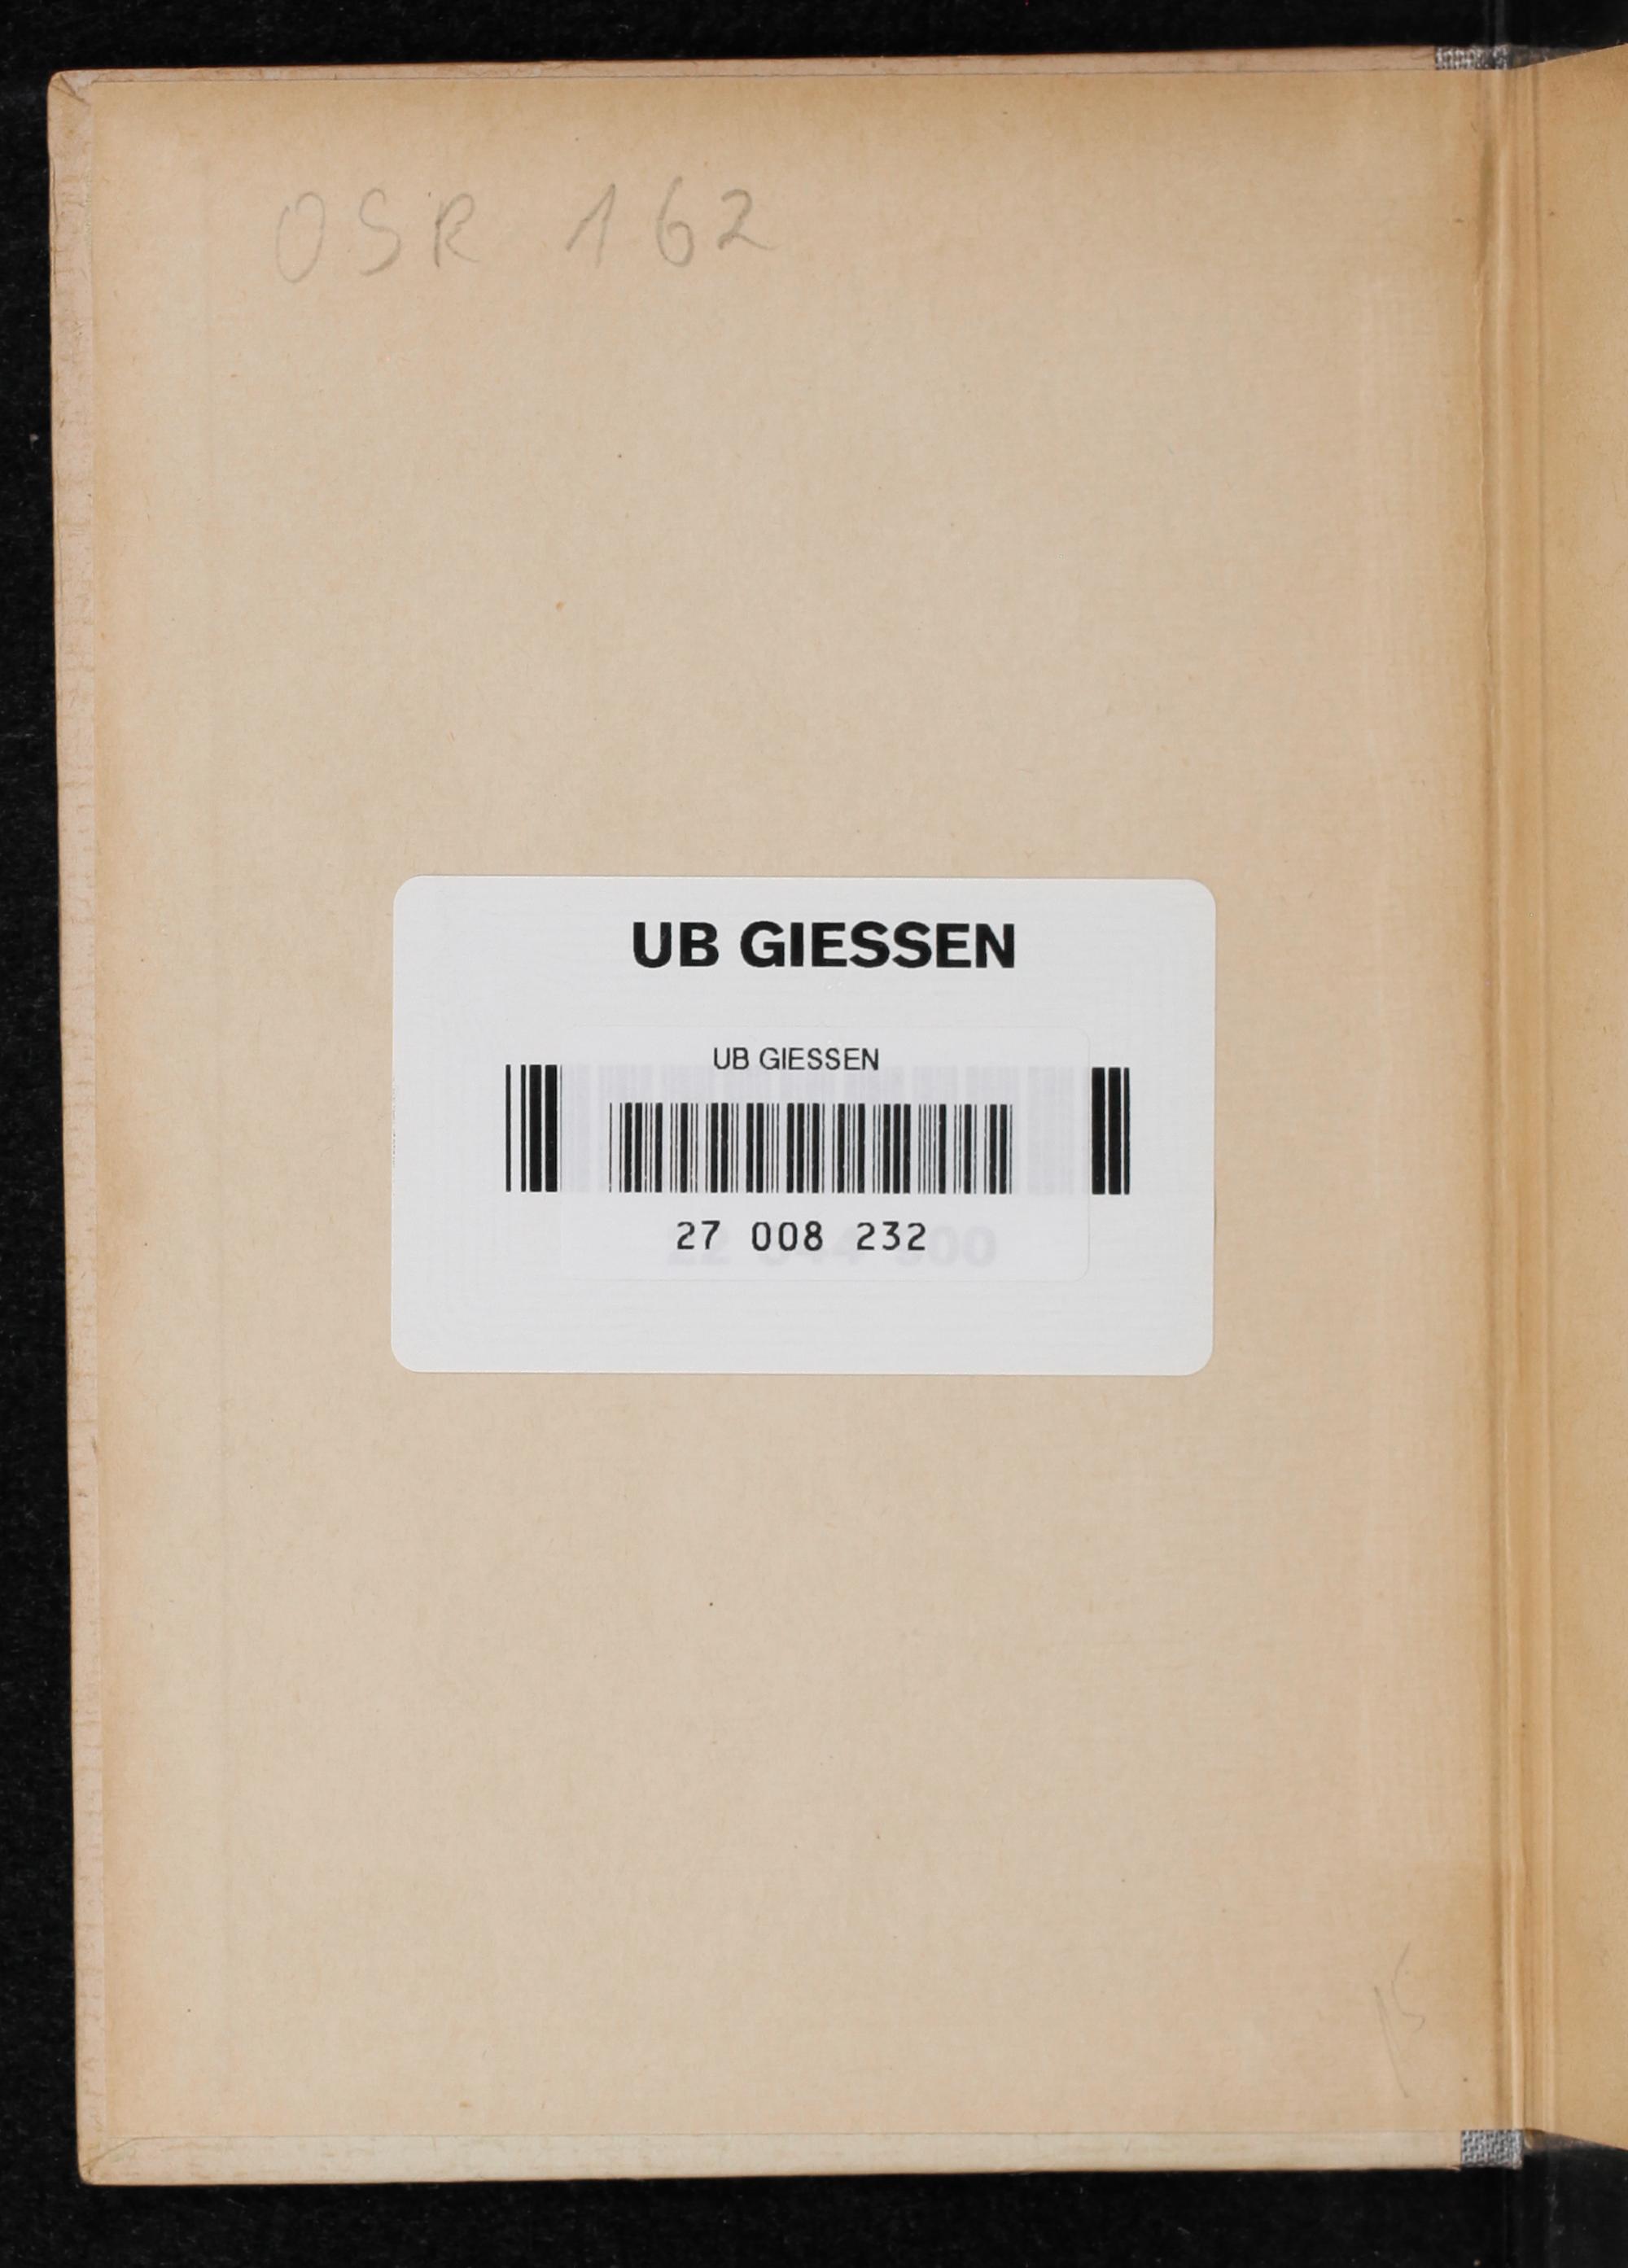 OSR 162
UB GIESSEN
UB GIESSEN
27 008 232